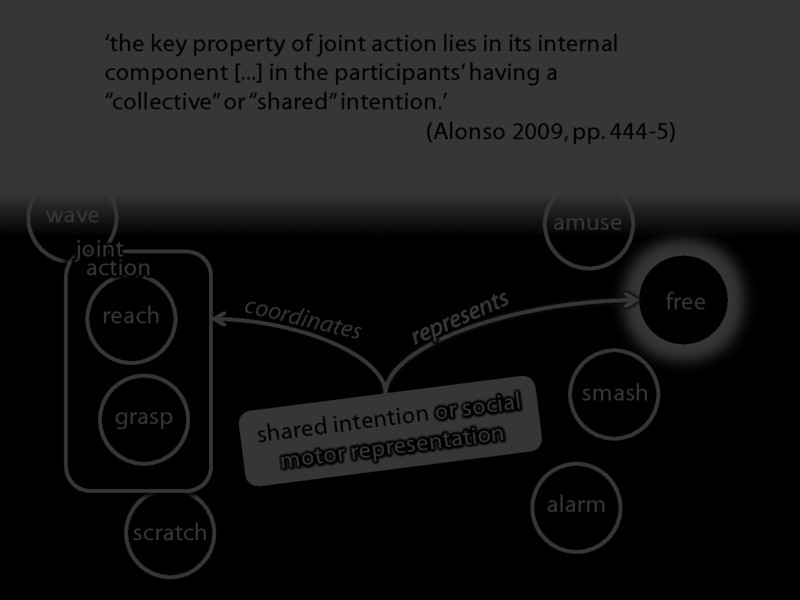 ‘the key property of joint action lies in its internal
component [...] in the participants’ having a
“collective” or “shared” intention.’
(Alonso 2009, pp. 444-5)
wave
amuse
joint
action
reach
coordinates
represents
free
grasp
smash
shared intention or social
motor representation
scratch
alarm